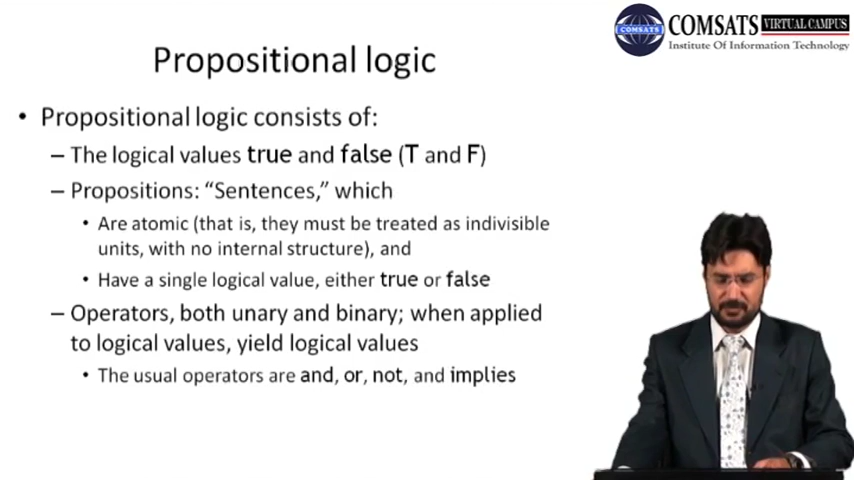 COMSATS
COMSATS VIRTUAL CAMPUS
Institute Of Information Technology
Propositional logic
• Propositional logic consists of:
– The logical values true and false (T and F)
– Propositions: “Sentences,” which
• Are atomic (that is, they must be treated as indivisible
units, with no internal structure), and
• Have a single logical value, either true or false
– Operators, both unary and binary; when applied
to logical values, yield logical values
• The usual operators are and, or, not, and implies